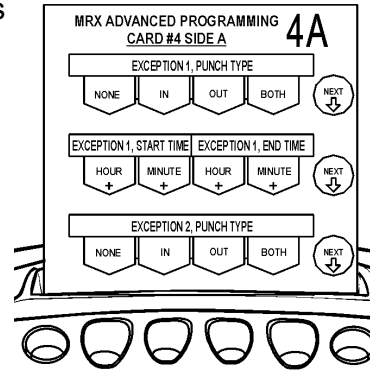 s
MRX ADVANCED PROGRAMMING
CARD #4 SIDE A
4A
EXCEPTION 1, PUNCH TYPE
NONE IN OUT BOTH NEXT
EXCEPTION 1, START TIME EXCEPTION 1, END TIME
HOUR + MINUTE + HOUR + MINUTE + NEXT
EXCEPTION 2, PUNCH TYPE
NONE IN OUT BOTH NEXT